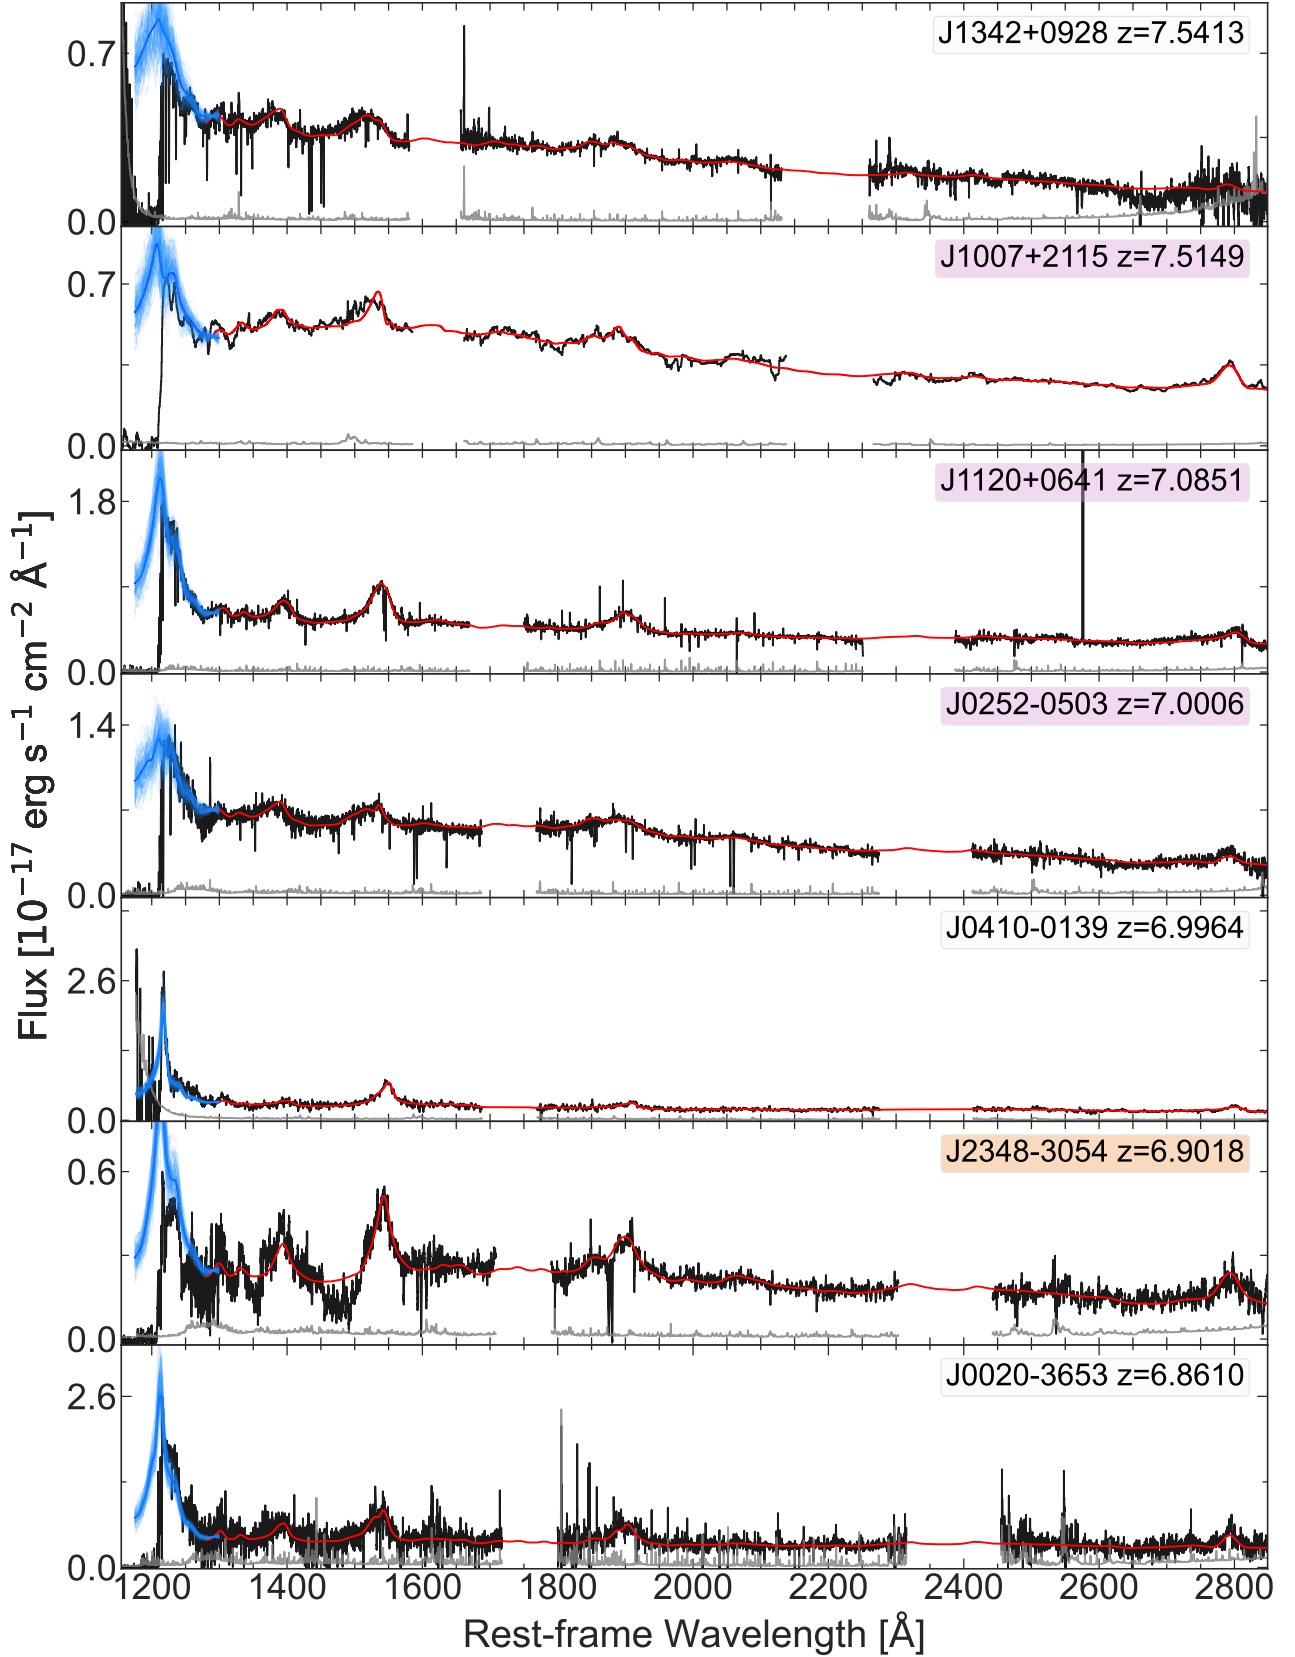 J1342+0928 z=7.5413
0.7
0.0
J1007+2115 z=7.5149
0.7
0.0
J1120+0641 z=7.0851
1.8
0.0
J0252-0503 z=7.0006
1.4
0.0
J0410-0139 z=6.9964
2.6
0.0
J2348-3054 z=6.9018
0.6
0.0
J0020-3653 z=6.8610
2.6
0.0
Flux [10⁻¹⁷ erg s⁻¹ cm⁻² Å⁻¹]
1200 1400 1600 1800 2000 2200 2400 2600 2800
Rest-frame Wavelength [Å]